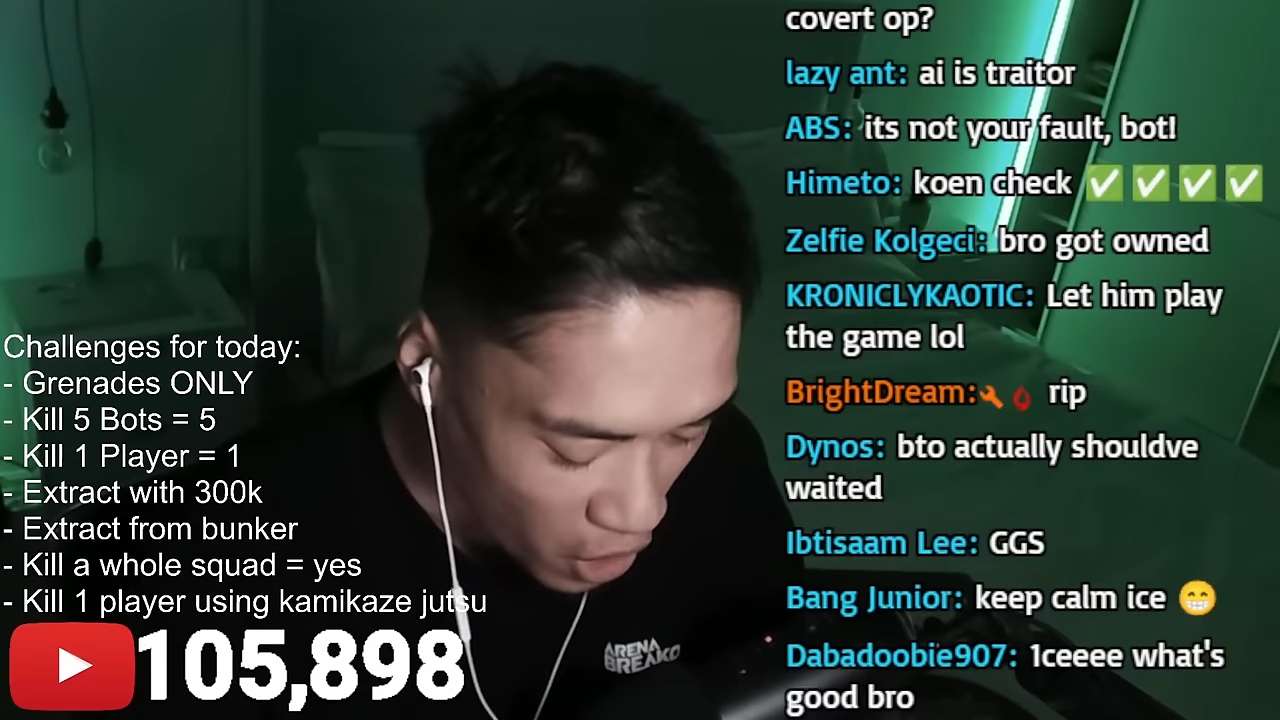 Challenges for today:
- Grenades ONLY
- Kill 5 Bots = 5
- Kill 1 Player = 1
- Extract with 300k
- Extract from bunker
- Kill a whole squad = yes
- Kill 1 player using kamikaze jutsu
105,898
ARENA
BREAKO
covert op?
lazy ant: ai is traitor
ABS: its not your fault, bot!
Himeto: koen check ✅ ✅ ✅ ✅
Zelfie Kolgeci: bro got owned
KRONICLYKAOTIC: Let him play
the game lol
BrightDream:🔧🩸 rip
Dynos: bto actually shouldve
waited
Ibtisaam Lee: GGS
Bang Junior: keep calm ice 😁
Dabadoobie907: 1ceeee what's
good bro